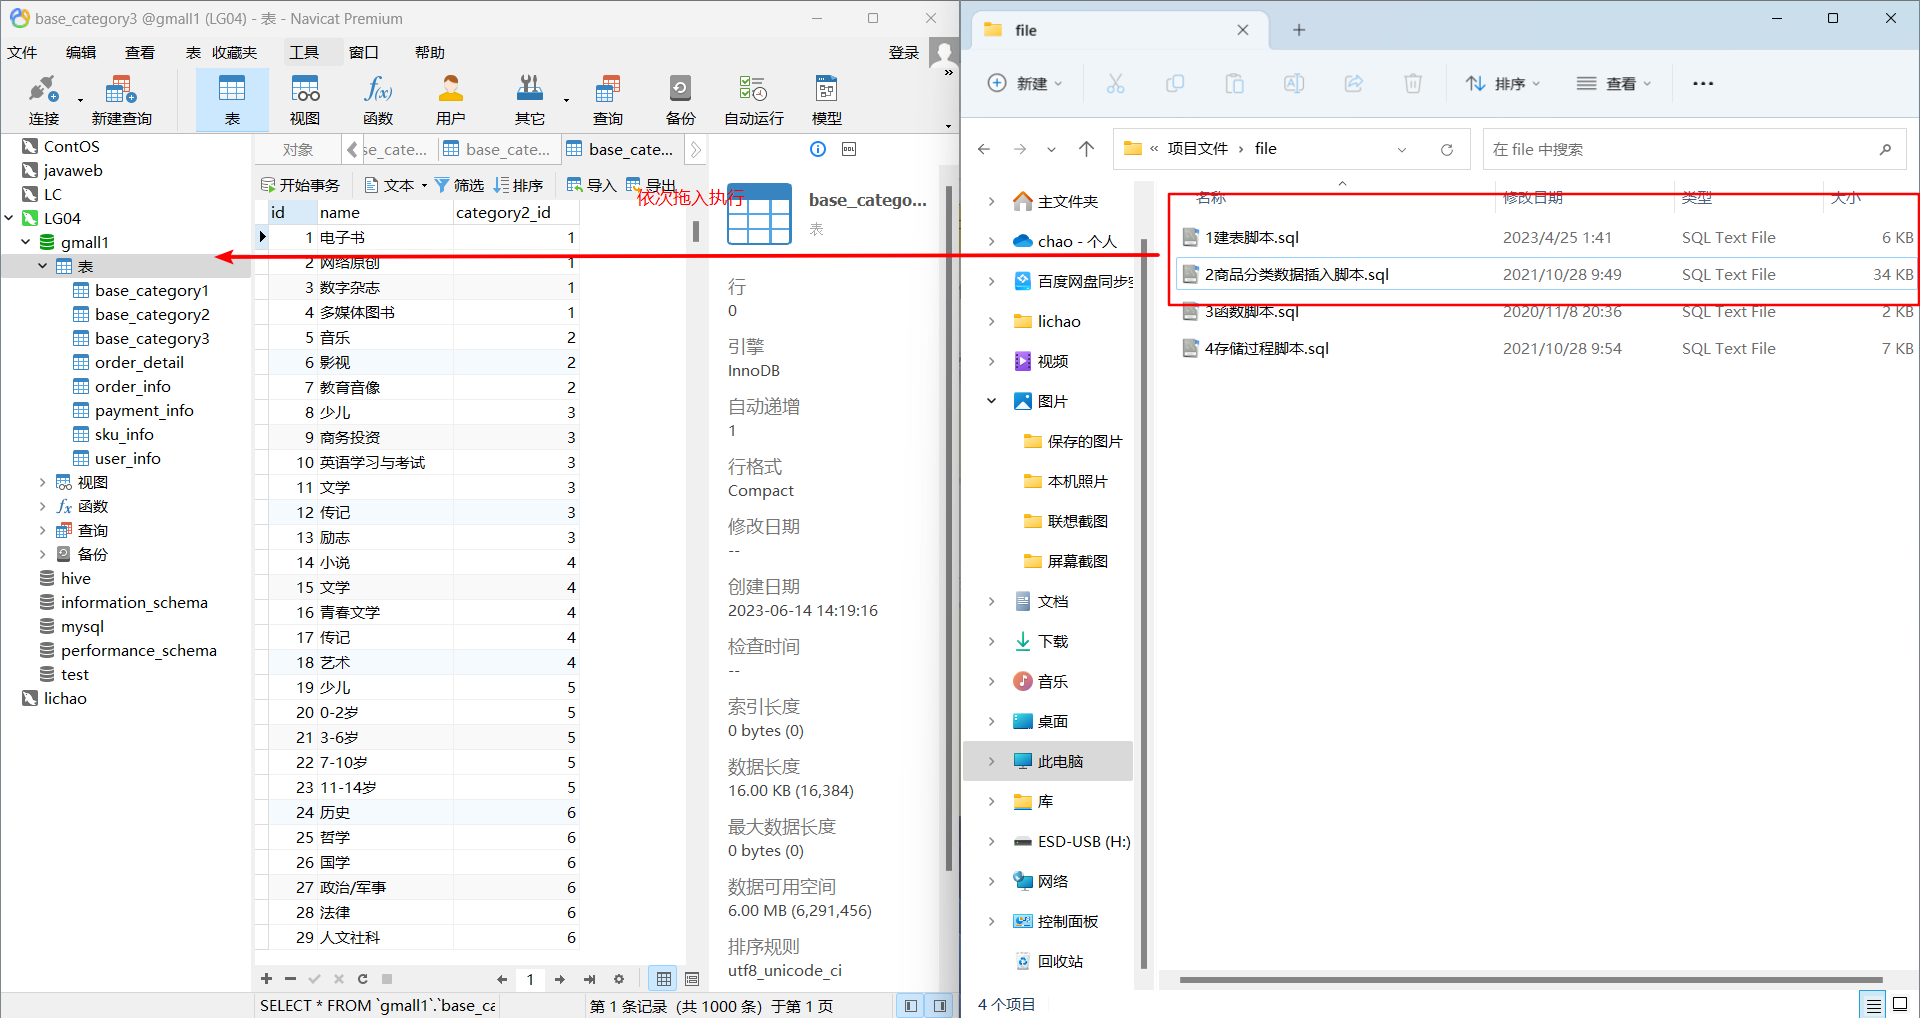 base_category3 @gmall1 (LG04) - 表 - Navicat Premium
文件 编辑 查看 表 收藏夹 工具 窗口 帮助 登录
连接 新建查询 表 视图 函数 用户 其它 查询 备份 自动运行 模型
ContOS
javaweb
LC
LG04
gmall1
表
base_category1
base_category2
base_category3
order_detail
order_info
payment_info
sku_info
user_info
视图
函数
查询
备份
hive
information_schema
mysql
performance_schema
test
lichao
对象 se_cate... base_cate... base_cate...
开始事务 文本 筛选 排序 导入 导出
依次拖入执行
id name category2_id
1 电子书 1
2 网络原创 1
3 数字杂志 1
4 多媒体图书 1
5 音乐 2
6 影视 2
7 教育音像 2
8 少儿 3
9 商务投资 3
10 英语学习与考试 3
11 文学 3
12 传记 3
13 励志 3
14 小说 4
15 文学 4
16 青春文学 4
17 传记 4
18 艺术 4
19 少儿 5
20 0-2岁 5
21 3-6岁 5
22 7-10岁 5
23 11-14岁 5
24 历史 6
25 哲学 6
26 国学 6
27 政治/军事 6
28 法律 6
29 人文社科 6
1
SELECT * FROM `gmall1`.`base_ca
第 1 条记录 (共 1000 条) 于第 1 页
DDL
base_catego...
表
行
0
引擎
InnoDB
自动递增
1
行格式
Compact
修改日期
--
创建日期
2023-06-14 14:19:16
检查时间
--
索引长度
0 bytes (0)
数据长度
16.00 KB (16,384)
最大数据长度
0 bytes (0)
数据可用空间
6.00 MB (6,291,456)
排序规则
utf8_unicode_ci
file
新建 排序 查看
« 项目文件 › file
在 file 中搜索
主文件夹
chao - 个人
百度网盘同步空
lichao
视频
图片
保存的图片
本机照片
联想截图
屏幕截图
文档
下载
音乐
桌面
此电脑
库
ESD-USB (H:)
网络
控制面板
回收站
名称 修改日期 类型 大小
1建表脚本.sql 2023/4/25 1:41 SQL Text File 6 KB
2商品分类数据插入脚本.sql 2021/10/28 9:49 SQL Text File 34 KB
3函数脚本.sql 2020/11/8 20:36 SQL Text File 2 KB
4存储过程脚本.sql 2021/10/28 9:54 SQL Text File 7 KB
4 个项目